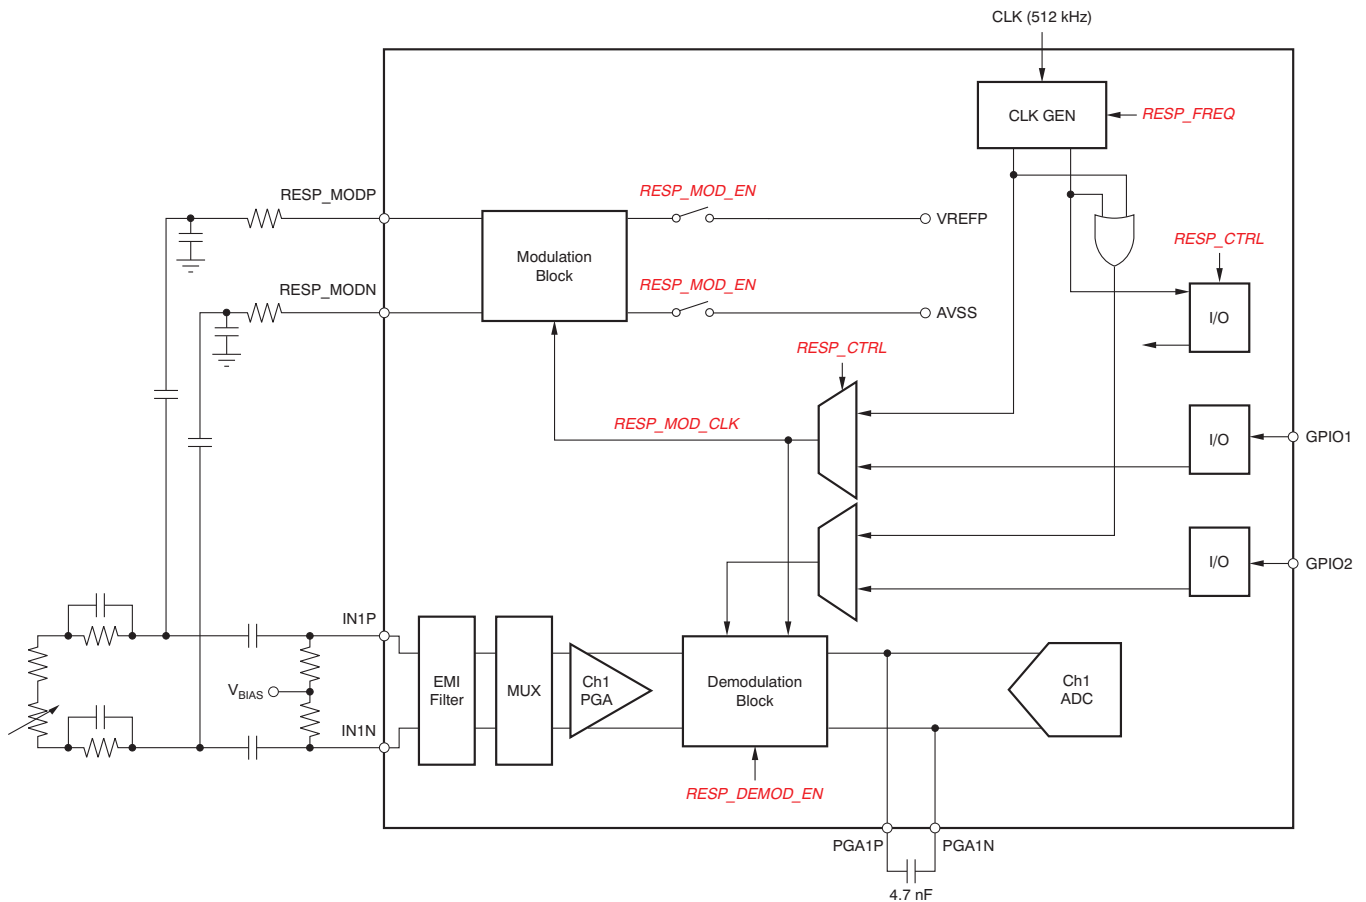 CLK (512 kHz)
CLK GEN
RESP_FREQ
RESP_MODP
RESP_MOD_EN
VREFP
Modulation
Block
RESP_CTRL
RESP_MODN
RESP_MOD_EN
AVSS
I/O
RESP_CTRL
RESP_MOD_CLK
I/O
GPIO1
I/O
GPIO2
IN1P
EMI
Filter
MUX
Ch1
PGA
Demodulation
Block
Ch1
ADC
VBIAS
IN1N
RESP_DEMOD_EN
PGA1P
PGA1N
4.7 nF